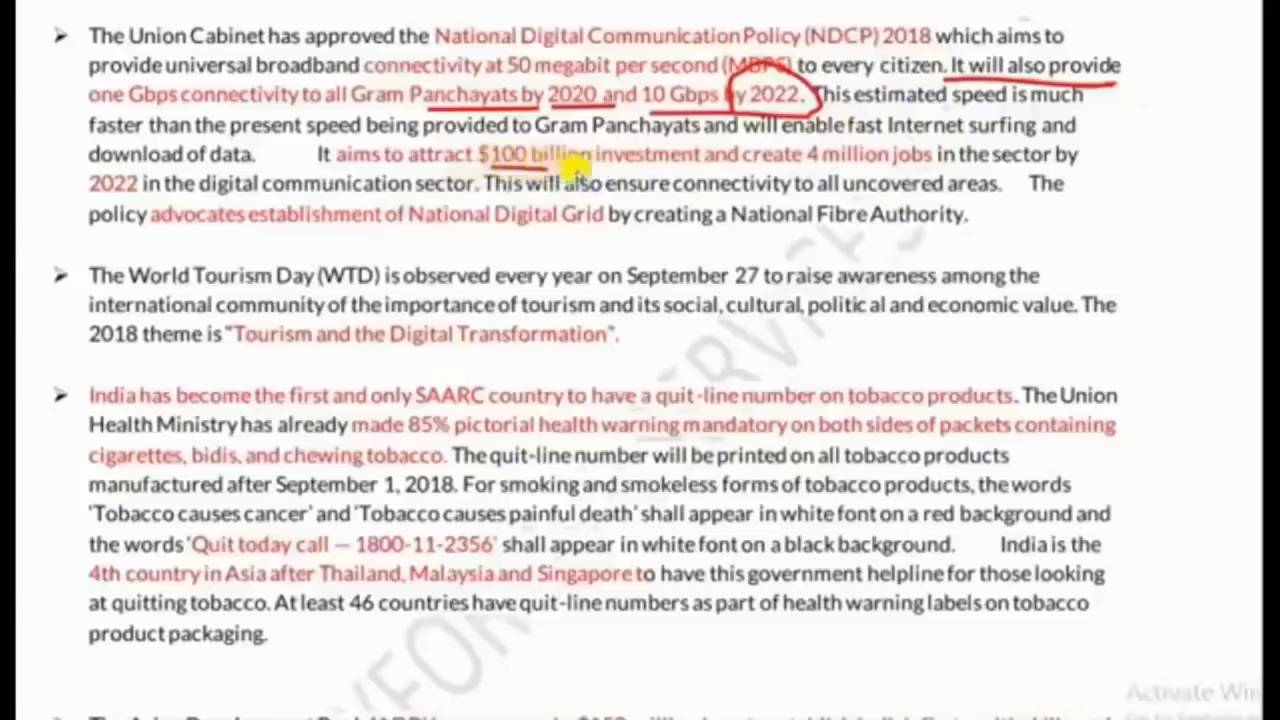 ➤ The Union Cabinet has approved the National Digital Communication Policy (NDCP) 2018 which aims to
provide universal broadband connectivity at 50 megabit per second (MBPS) to every citizen. It will also provide
one Gbps connectivity to all Gram Panchayats by 2020 and 10 Gbps by 2022. This estimated speed is much
faster than the present speed being provided to Gram Panchayats and will enable fast Internet surfing and
download of data. It aims to attract $100 billion investment and create 4 million jobs in the sector by
2022 in the digital communication sector. This will also ensure connectivity to all uncovered areas. The
policy advocates establishment of National Digital Grid by creating a National Fibre Authority.
➤ The World Tourism Day (WTD) is observed every year on September 27 to raise awareness among the
international community of the importance of tourism and its social, cultural, political and economic value. The
2018 theme is "Tourism and the Digital Transformation".
➤ India has become the first and only SAARC country to have a quit-line number on tobacco products. The Union
Health Ministry has already made 85% pictorial health warning mandatory on both sides of packets containing
cigarettes, bidis, and chewing tobacco. The quit-line number will be printed on all tobacco products
manufactured after September 1, 2018. For smoking and smokeless forms of tobacco products, the words
'Tobacco causes cancer' and 'Tobacco causes painful death' shall appear in white font on a red background and
the words 'Quit today call – 1800-11-2356' shall appear in white font on a black background. India is the
4th country in Asia after Thailand, Malaysia and Singapore to have this government helpline for those looking
at quitting tobacco. At least 46 countries have quit-line numbers as part of health warning labels on tobacco
product packaging.
Activate Win